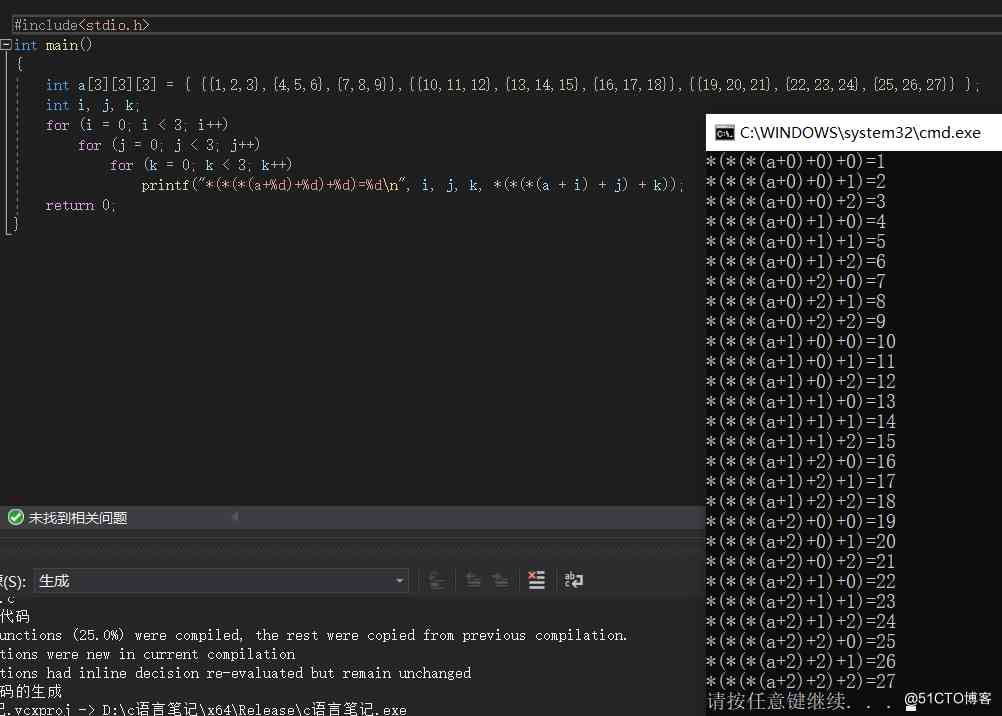 #include<stdio.h>
int main()
{
int a[3][3][3] = { {{1,2,3},{4,5,6},{7,8,9}},{{10,11,12},{13,14,15},{16,17,18}},{{19,20,21},{22,23,24},{25,26,27}} };
int i, j, k;
for (i = 0; i < 3; i++)
for (j = 0; j < 3; j++)
for (k = 0; k < 3; k++)
printf("*(*(*(a+%d)+%d)+%d)=%d\n", i, j, k, *(*(*(a + i) + j) + k));
return 0;
}
C:\WINDOWS\system32\cmd.exe
*(*(*(a+0)+0)+0)=1
*(*(*(a+0)+0)+1)=2
*(*(*(a+0)+0)+2)=3
*(*(*(a+0)+1)+0)=4
*(*(*(a+0)+1)+1)=5
*(*(*(a+0)+1)+2)=6
*(*(*(a+0)+2)+0)=7
*(*(*(a+0)+2)+1)=8
*(*(*(a+0)+2)+2)=9
*(*(*(a+1)+0)+0)=10
*(*(*(a+1)+0)+1)=11
*(*(*(a+1)+0)+2)=12
*(*(*(a+1)+1)+0)=13
*(*(*(a+1)+1)+1)=14
*(*(*(a+1)+1)+2)=15
*(*(*(a+1)+2)+0)=16
*(*(*(a+1)+2)+1)=17
*(*(*(a+1)+2)+2)=18
*(*(*(a+2)+0)+0)=19
*(*(*(a+2)+0)+1)=20
*(*(*(a+2)+0)+2)=21
*(*(*(a+2)+1)+0)=22
*(*(*(a+2)+1)+1)=23
*(*(*(a+2)+1)+2)=24
*(*(*(a+2)+2)+0)=25
*(*(*(a+2)+2)+1)=26
*(*(*(a+2)+2)+2)=27
请按任意键继续. . .
未找到相关问题
(S): 生成
.c
代码
unctions (25.0%) were compiled, the rest were copied from previous compilation.
tions were new in current compilation
tions had inline decision re-evaluated but remain unchanged
码的生成
.vcxproj -> D:\c语言笔记\x64\Release\c语言笔记.exe
@51CTO博客